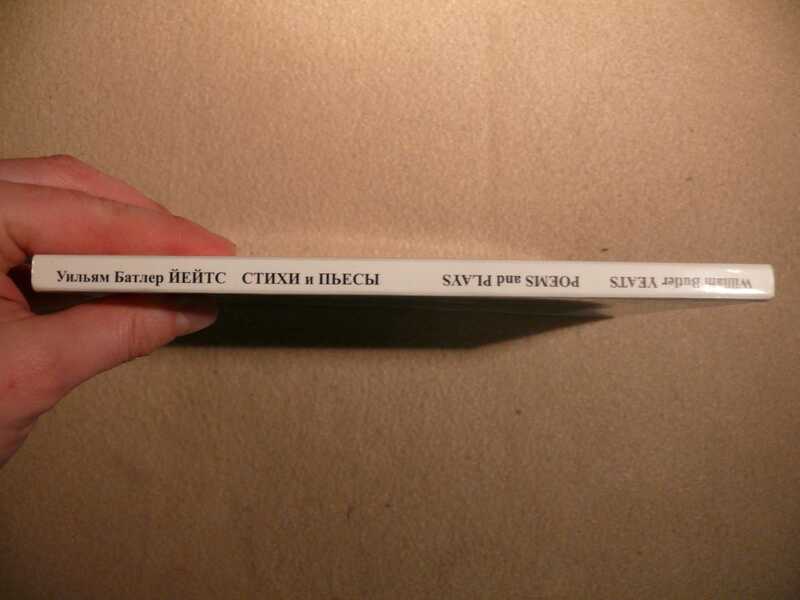 Уильям Батлер ЙЕЙТС СТИХИ и ПЬЕСЫ
William Butler YEATS POEMS and PLAYS